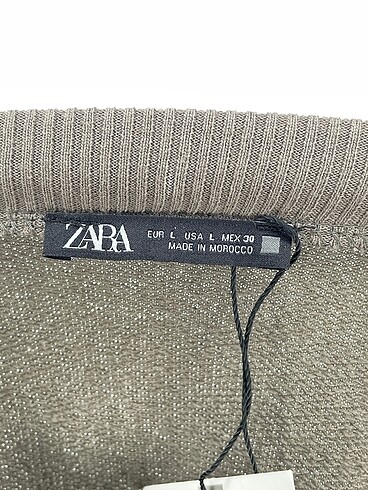 ZARA
EUR L USA L MEX 30
MADE IN MOROCCO